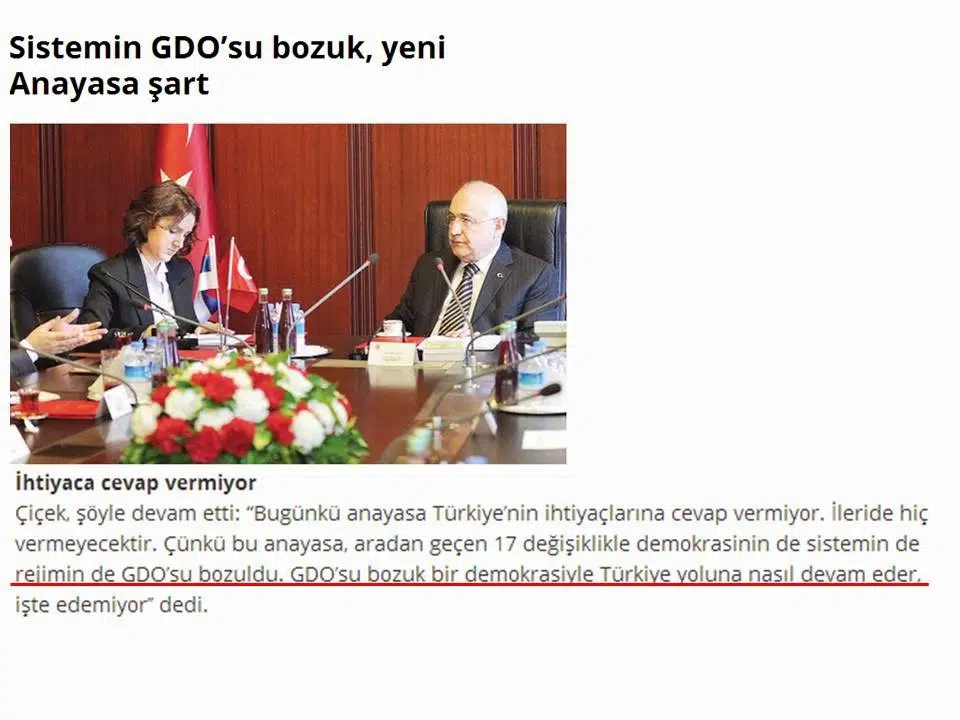 Sistemin GDO’su bozuk, yeni
Anayasa şart
İhtiyaca cevap vermiyor
Çiçek, şöyle devam etti: “Bugünkü anayasa Türkiye’nin ihtiyaçlarına cevap vermiyor. İleride hiç
vermeyecektir. Çünkü bu anayasa, aradan geçen 17 değişiklikle demokrasinin de sistemin de
rejimin de GDO’su bozuldu. GDO’su bozuk bir demokrasiyle Türkiye yoluna nasıl devam eder,
işte edemiyor” dedi.